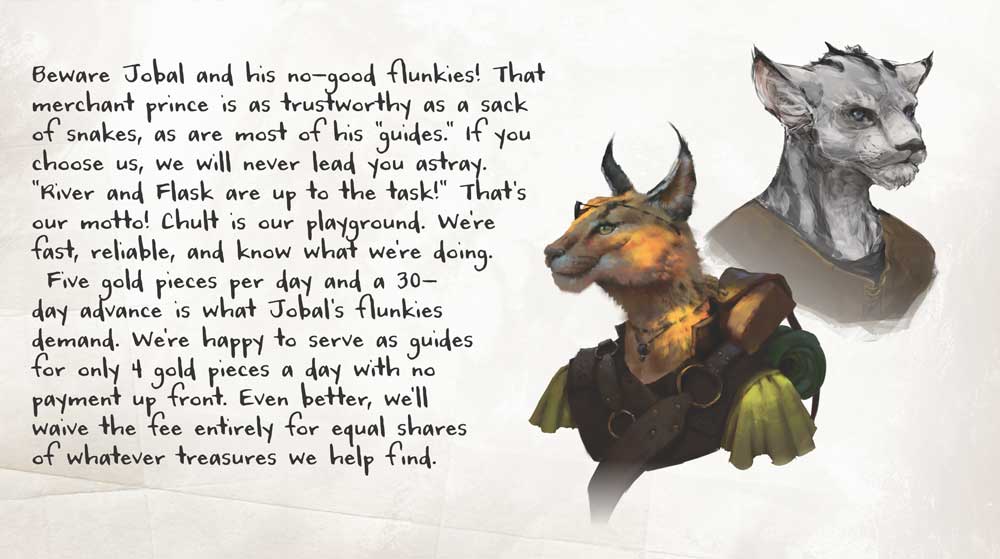 Beware Jobal and his no-good flunkies! That
merchant prince is as trustworthy as a sack
of snakes, as are most of his "guides." If you
choose us, we will never lead you astray.
"River and Flask are up to the task!" That's
our motto! Chult is our playground. We're
fast, reliable, and know what we're doing.
Five gold pieces per day and a 30-
day advance is what Jobal's flunkies
demand. We're happy to serve as guides
for only 4 gold pieces a day with no
payment up front. Even better, we'll
waive the fee entirely for equal shares
of whatever treasures we help find.